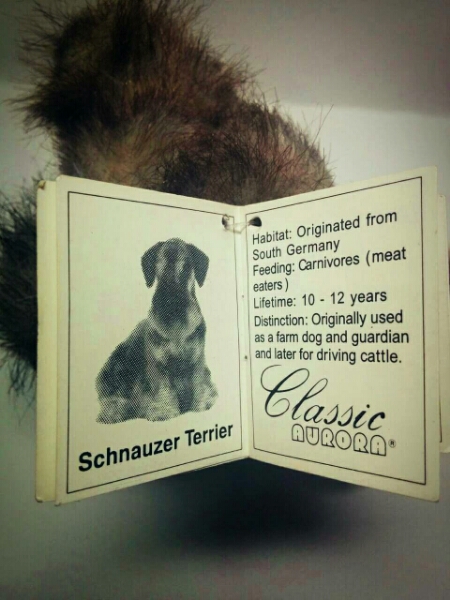 Schnauzer Terrier
Habitat: Originated from
South Germany
Feeding: Carnivores (meat
eaters)
Lifetime: 10 - 12 years
Distinction: Originally used
as a farm dog and guardian
and later for driving cattle.
Classic
AURORA®